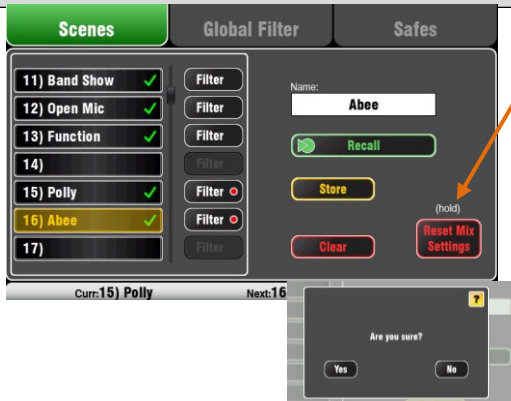 Scenes Global Filter Safes
11) Band Show Filter
12) Open Mic Filter
13) Function Filter
14) Filter
15) Polly Filter
16) Abee Filter
17) Filter
Name:
Abee
Recall
Store
Clear
(hold)
Reset Mix
Settings
Curr:15) Polly Next:16
?
Are you sure?
Yes No